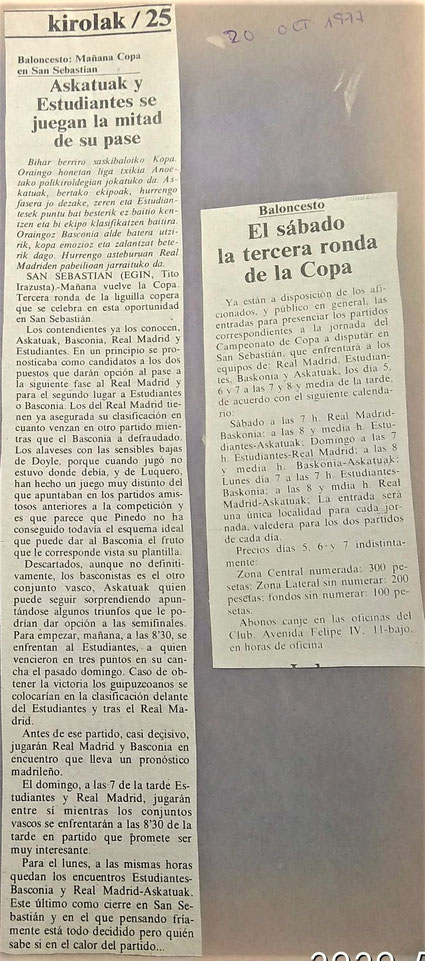 kirolak / 25
Baloncesto: Mañana Copa
en San Sebastian
Askatuak y
Estudiantes se
juegan la mitad
de su pase
Bihar berriro saskibaloiko Kopa.
Oraingo honetan liga txikia Anoe-
tako polikiroldegian jokatuko da. As-
katuak, bertako ekipoak, hurrengo
fasera jo dezake, zeren eta Estudian-
tesek puntu bat besterik ez baitio ken-
tzen eta bi ekipo klasifikatzen baitira.
Oraingoz Basconia alde batera utzi-
rik, kopa emozioz eta zalantzat bete-
rik dago. Hurrengo asteburuan Real
Madriden pabeilioan jarraituko da.
SAN SEBASTIAN (EGIN, Tito
Irazusta).-Mañana vuelve la Copa.
Tercera ronda de la liguilla copera
que se celebra en esta oportunidad
en San Sebastián.
Los contendientes ya los conocen,
Askatuak, Basconia, Real Madrid y
Estudiantes. En un principio se pro-
nosticaba como candidatos a los dos
puestos que darán opción al pase a
la siguiente fase al Real Madrid y
para el segundo lugar a Estudiantes
o Basconia. Los del Real Madrid tie-
nen ya asegurada su clasificación en
cuanto venzan en otro partido mien-
tras que el Basconia a defraudado.
Los alaveses con las sensibles bajas
de Doyle, porque cuando jugó no
estuvo donde debía, y de Luquero,
han hecho un juego muy distinto del
que apuntaban en los partidos amis-
tosos anteriores a la competición y
es que parece que Pinedo no ha
conseguido todavía el esquema ideal
que puede dar al Basconia el fruto
que le corresponde vista su plantilla.
Descartados, aunque no definiti-
vamente, los basconistas es el otro
conjunto vasco, Askatuak quien
puede seguir sorprendiendo apun-
tándose algunos triunfos que le po-
drían dar opción a las semifinales.
Para empezar, mañana, a las 8'30, se
enfrentan al Estudiantes, a quien
vencieron en tres puntos en su can-
cha el pasado domingo. Caso de ob-
tener la victoria los guipuzcoanos se
colocarían en la clasificación delante
del Estudiantes y tras el Real Ma-
drid.
Antes de ese partido, casi decisivo,
jugarán Real Madrid y Basconia en
encuentro que lleva un pronóstico
madrileño.
El domingo, a las 7 de la tarde Es-
tudiantes y Real Madrid, jugarán
entre sí mientras los conjuntos
vascos se enfrentarán a las 8'30 de la
tarde en partido que promete ser
muy interesante.
Para el lunes, a las mismas horas
quedan los encuentros Estudiantes-
Basconia y Real Madrid-Askatuak.
Este último como cierre en San Se-
bastián y en el que pensando fría-
mente está todo decidido pero quién
sabe si en el calor del partido...
20 OCT 1977
Baloncesto
El sábado
la tercera ronda
de la Copa
Ya están a disposición de los afi-
cionados, y público en general, las
entradas para presenciar los partidos
correspondientes a la jornada del
Campeonato de Copa a disputar en
San Sebastián, que enfrentará a los
equipos de: Real Madrid, Estudian-
tes, Baskonia y Askatuak, los días 5,
6 y 7 a las 7 y 8 y media de la tarde,
de acuerdo con el siguiente calenda-
rio:
Sábado a las 7 h. Real Madrid-
Baskonia; a las 8 y media h. Estu-
diantes-Askatuak; Domingo a las 7
h. Estudiantes-Real Madrid; a las 8
y media h. Baskonia-Askatuak;
Lunes día 7 a las 7 h. Estudiantes-
Baskonia; a las 8 y mdia h. Real
Madrid-Askatuak; La entrada será
una única localidad para cada jor-
nada, valedera para los dos partidos
de cada día.
Precios dias 5, 6 y 7 indistinta-
mente:
Zona Central numerada: 300 pe-
setas; Zona Lateral sin numerar: 200
pesetas; fondos sin numerar: 100 pe-
setas.
Abonos canje en las oficinas del
Club. Avenida Felipe IV. 11-bajo,
en horas de oficina